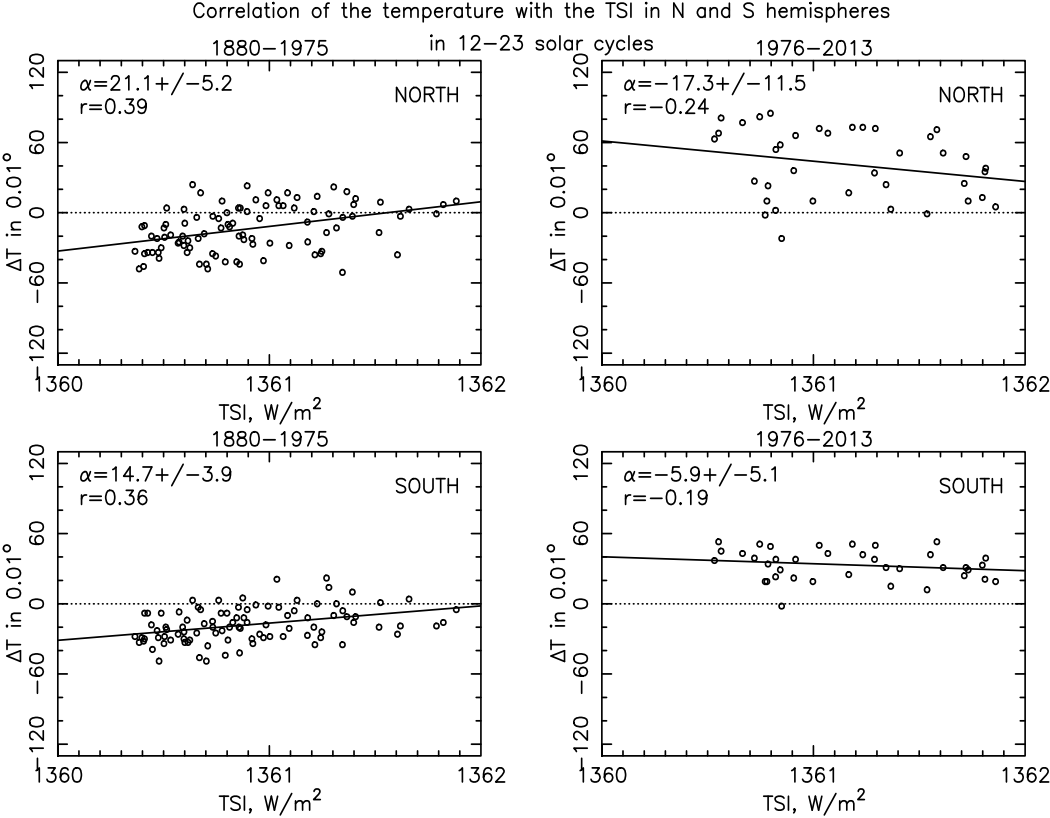 Correlation of the temperature with the TSI in N and S hemispheres
in 12−23 solar cycles
1880−1975
120
60
0
−60
−120
ΔT in 0.01°
α=21.1+/−5.2
r=0.39
NORTH
1360
1361
1362
TSI, W/m²
1976−2013
120
60
0
−60
−120
ΔT in 0.01°
α=−17.3+/−11.5
r=−0.24
NORTH
1360
1361
1362
TSI, W/m²
1880−1975
120
60
0
−60
−120
ΔT in 0.01°
α=14.7+/−3.9
r=0.36
SOUTH
1360
1361
1362
TSI, W/m²
1976−2013
120
60
0
−60
−120
ΔT in 0.01°
α=−5.9+/−5.1
r=−0.19
SOUTH
1360
1361
1362
TSI, W/m²